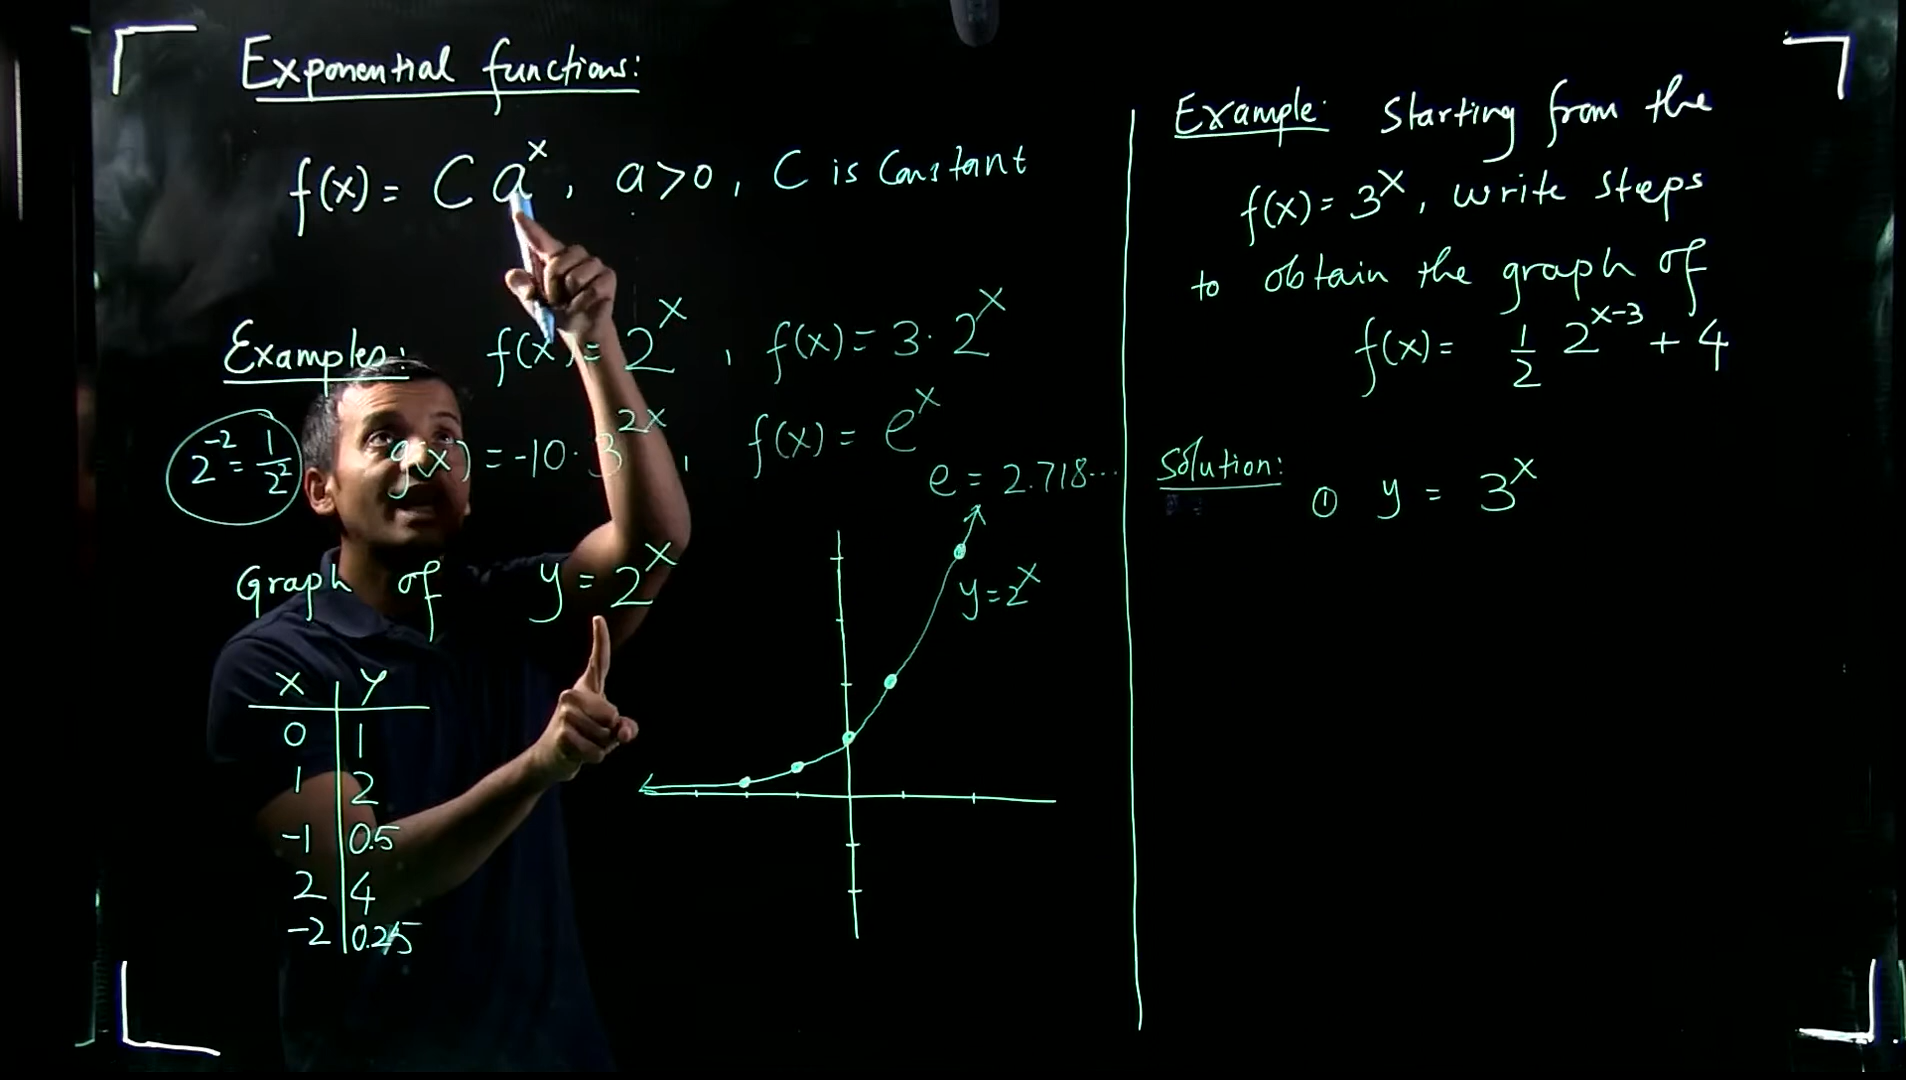 Exponential functions:
f(x) = C a^x, a > 0, C is Constant
Examples: f(x) = 2^x, f(x) = 3 · 2^x
2^-2 = 1/2^2 g(x) = -10 · 3^2x, f(x) = e^x
e = 2.718...
Graph of y = 2^x
y = 2^x
X | Y
0 | 1
1 | 2
-1 | 0.5
2 | 4
-2 | 0.25
Example: Starting from the
f(x) = 3^x, write steps
to obtain the graph of
f(x) = 1/2 2^x-3 + 4
Solution: ① y = 3^x